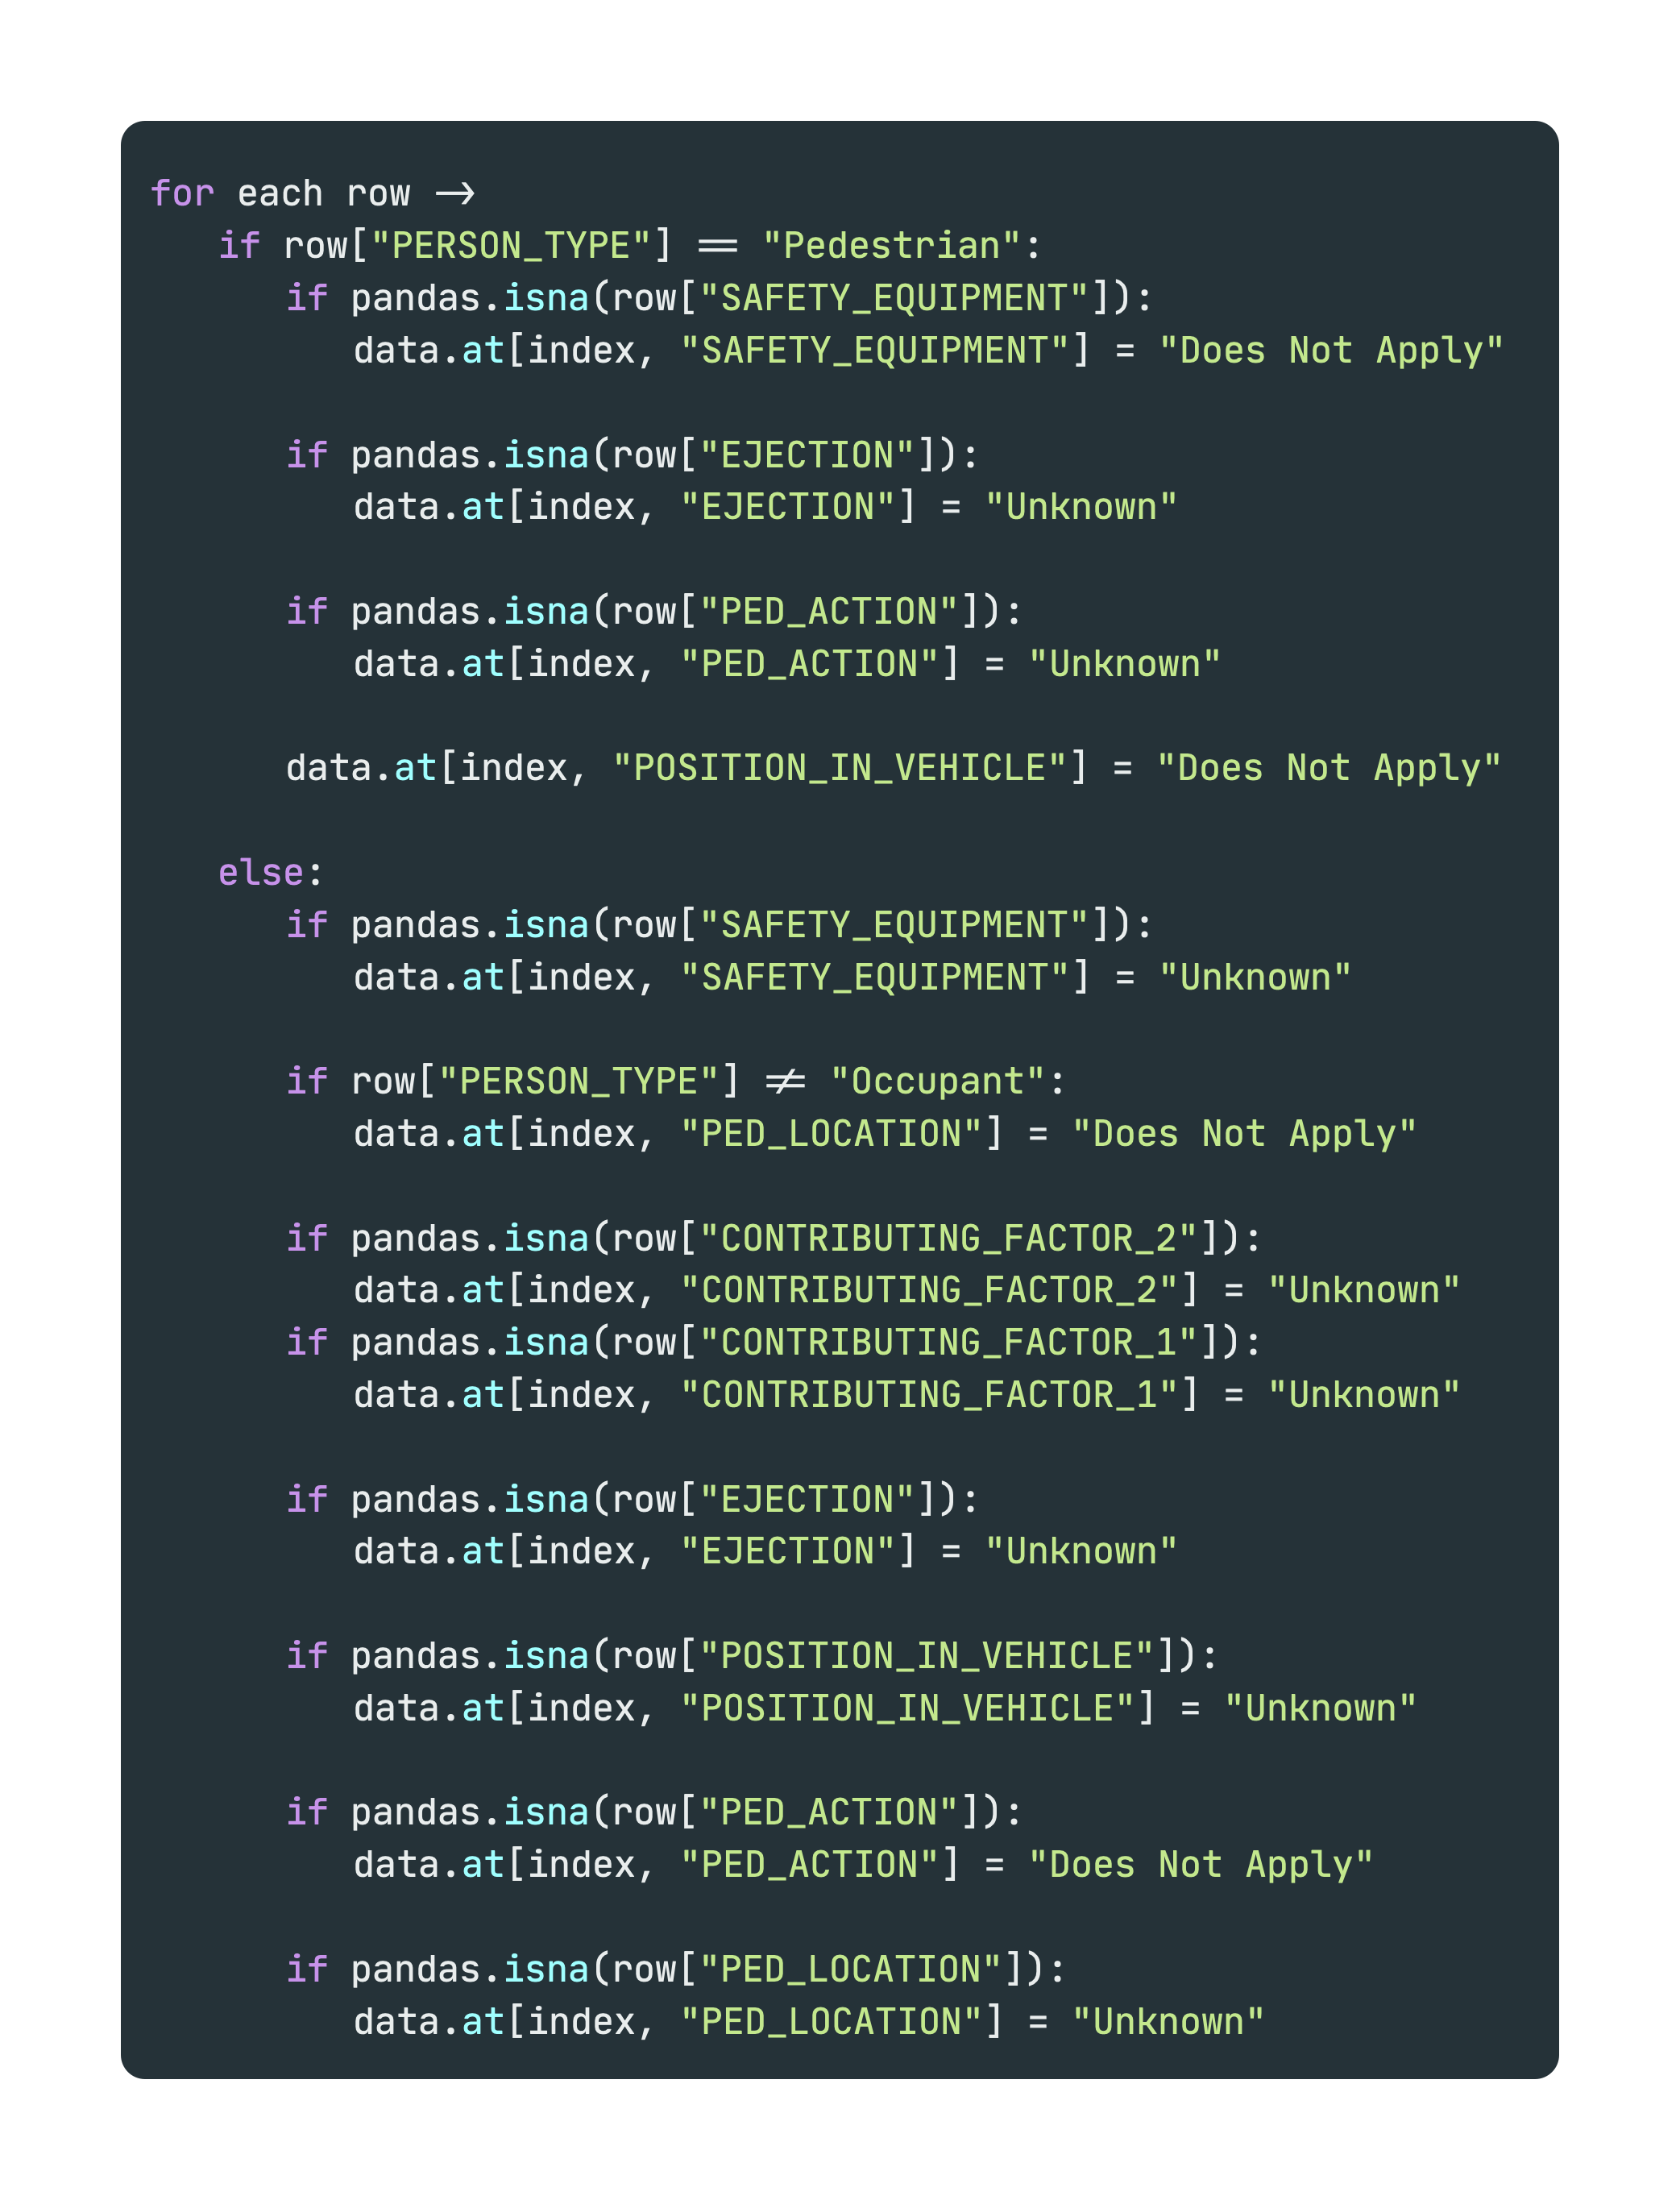 for each row ->
if row["PERSON_TYPE"] == "Pedestrian":
if pandas.isna(row["SAFETY_EQUIPMENT"]):
data.at[index, "SAFETY_EQUIPMENT"] = "Does Not Apply"
if pandas.isna(row["EJECTION"]):
data.at[index, "EJECTION"] = "Unknown"
if pandas.isna(row["PED_ACTION"]):
data.at[index, "PED_ACTION"] = "Unknown"
data.at[index, "POSITION_IN_VEHICLE"] = "Does Not Apply"
else:
if pandas.isna(row["SAFETY_EQUIPMENT"]):
data.at[index, "SAFETY_EQUIPMENT"] = "Unknown"
if row["PERSON_TYPE"] != "Occupant":
data.at[index, "PED_LOCATION"] = "Does Not Apply"
if pandas.isna(row["CONTRIBUTING_FACTOR_2"]):
data.at[index, "CONTRIBUTING_FACTOR_2"] = "Unknown"
if pandas.isna(row["CONTRIBUTING_FACTOR_1"]):
data.at[index, "CONTRIBUTING_FACTOR_1"] = "Unknown"
if pandas.isna(row["EJECTION"]):
data.at[index, "EJECTION"] = "Unknown"
if pandas.isna(row["POSITION_IN_VEHICLE"]):
data.at[index, "POSITION_IN_VEHICLE"] = "Unknown"
if pandas.isna(row["PED_ACTION"]):
data.at[index, "PED_ACTION"] = "Does Not Apply"
if pandas.isna(row["PED_LOCATION"]):
data.at[index, "PED_LOCATION"] = "Unknown"